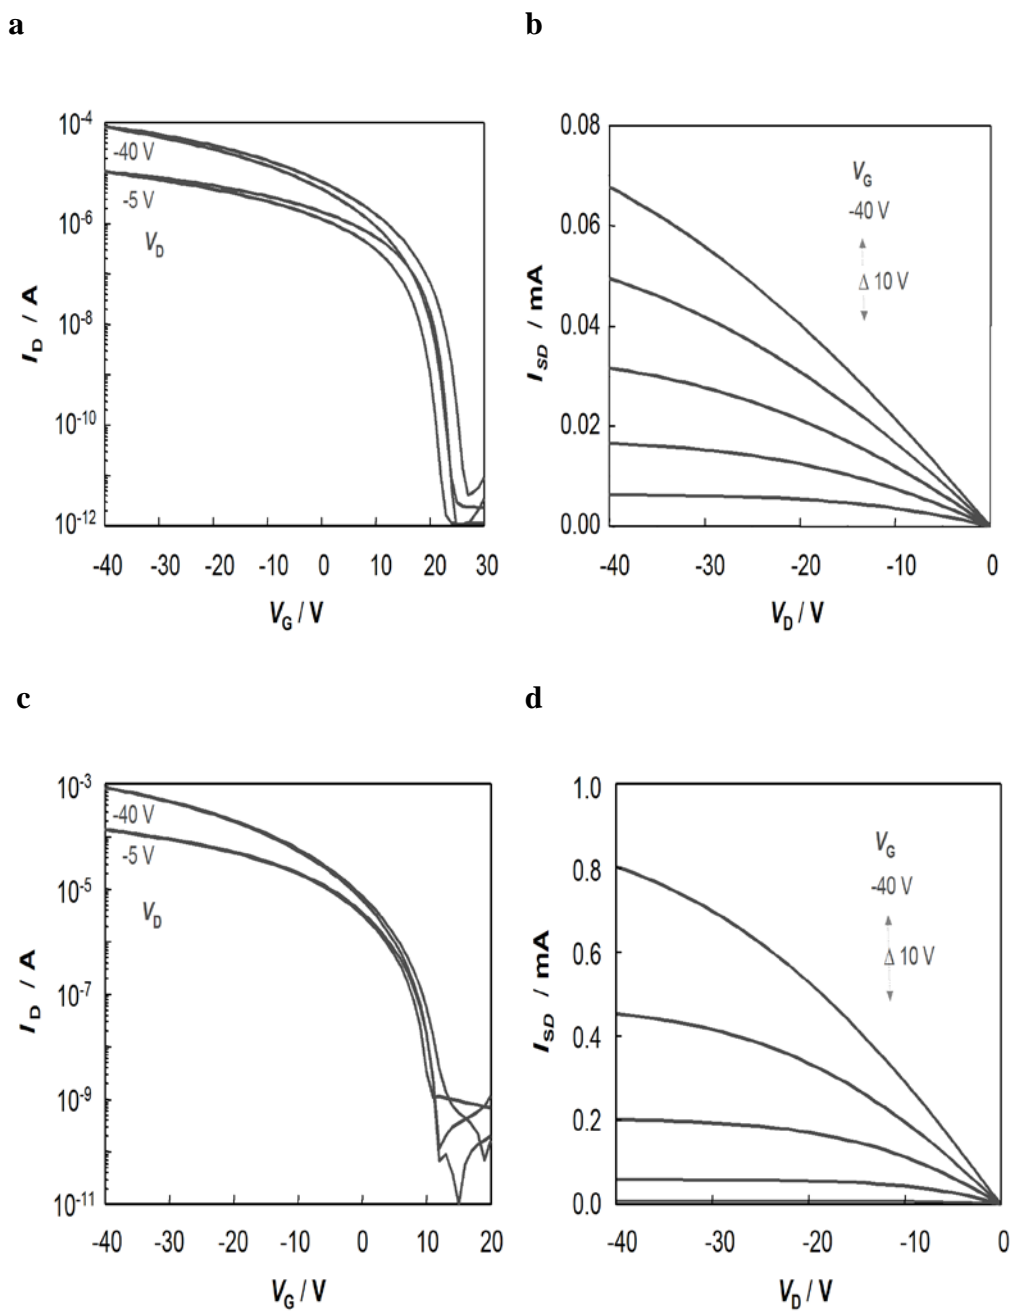 a
b
10⁻⁴
10⁻⁶
10⁻⁸
10⁻¹⁰
10⁻¹²
-40 V
-5 V
V_D
I_D / A
-40 -30 -20 -10 0 10 20 30
V_G / V
0.08
0.06
0.04
0.02
0.00
V_G
-40 V
Δ 10 V
I_SD / mA
-40 -30 -20 -10 0
V_D / V
c
d
10⁻³
10⁻⁵
10⁻⁷
10⁻⁹
10⁻¹¹
-40 V
-5 V
V_D
I_D / A
-40 -30 -20 -10 0 10 20
V_G / V
1.0
0.8
0.6
0.4
0.2
0.0
V_G
-40 V
Δ 10 V
I_SD / mA
-40 -30 -20 -10 0
V_D / V